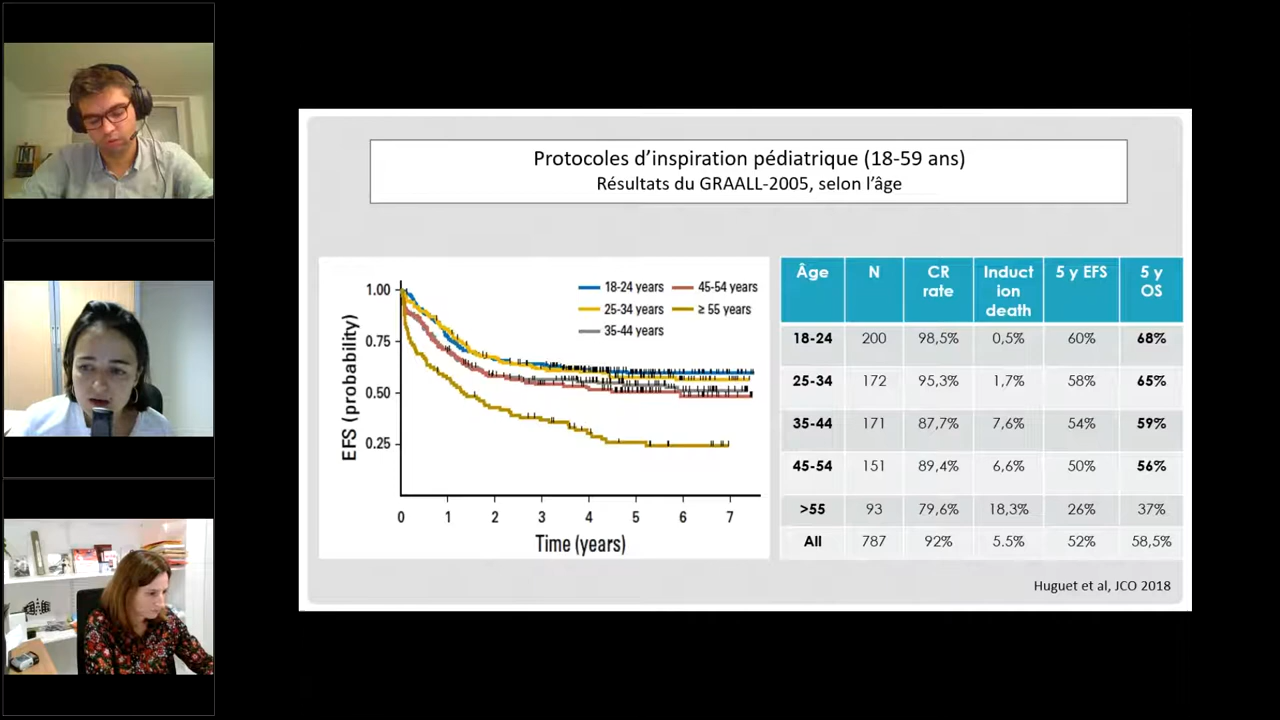 Protocoles d’inspiration pédiatrique (18-59 ans)
Résultats du GRAALL-2005, selon l’âge
EFS (probability)
1.00
0.75
0.50
0.25
0 1 2 3 4 5 6 7
Time (years)
18-24 years 45-54 years
25-34 years ≥ 55 years
35-44 years
Âge N CR rate Induct ion death 5 y EFS 5 y OS
18-24 200 98,5% 0,5% 60% 68%
25-34 172 95,3% 1,7% 58% 65%
35-44 171 87,7% 7,6% 54% 59%
45-54 151 89,4% 6,6% 50% 56%
>55 93 79,6% 18,3% 26% 37%
All 787 92% 5.5% 52% 58,5%
Huguet et al, JCO 2018